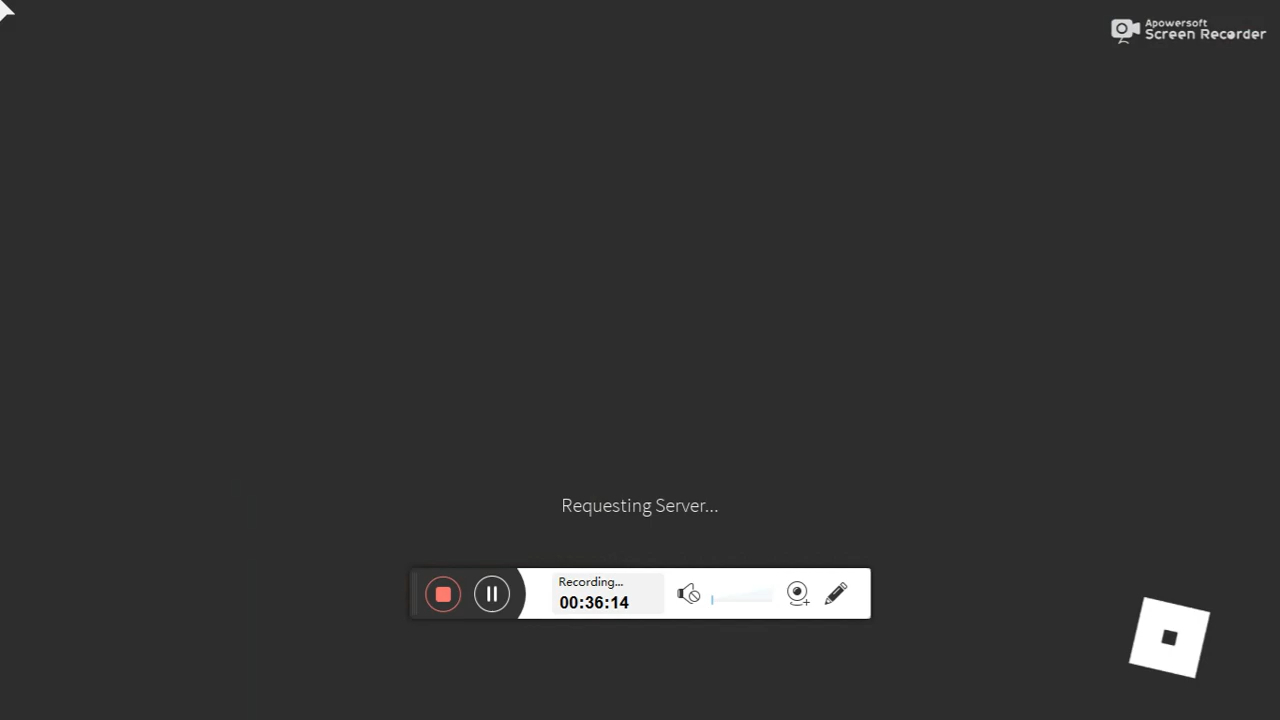 Apowersoft
Screen Recorder
Requesting Server...
Recording...
00:36:14